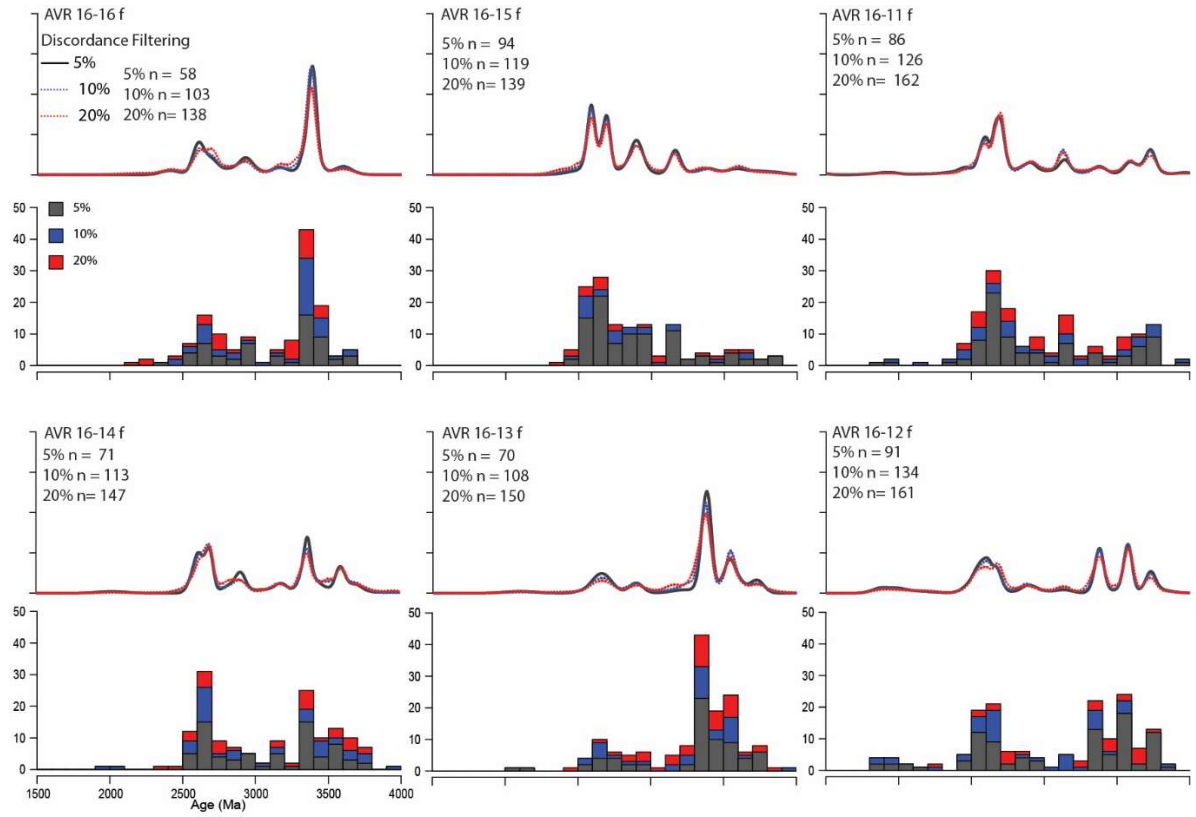 AVR 16-16 f
Discordance Filtering
5%
10%
20%
5% n = 58
10% n = 103
20% n= 138
AVR 16-15 f
5% n = 94
10% n = 119
20% n= 139
AVR 16-11 f
5% n = 86
10% n = 126
20% n= 162
50
40
30
20
10
0
5%
10%
20%
50
40
30
20
10
0
50
40
30
20
10
0
1500
2500
3000
3500
4000
AVR 16-14 f
5% n = 71
10% n = 113
20% n= 147
AVR 16-13 f
5% n = 70
10% n = 108
20% n= 150
AVR 16-12 f
5% n = 91
10% n = 134
20% n= 161
50
40
30
20
10
0
50
40
30
20
10
0
50
40
30
20
10
0
1500
2500
3000
3500
4000
Age (Ma)